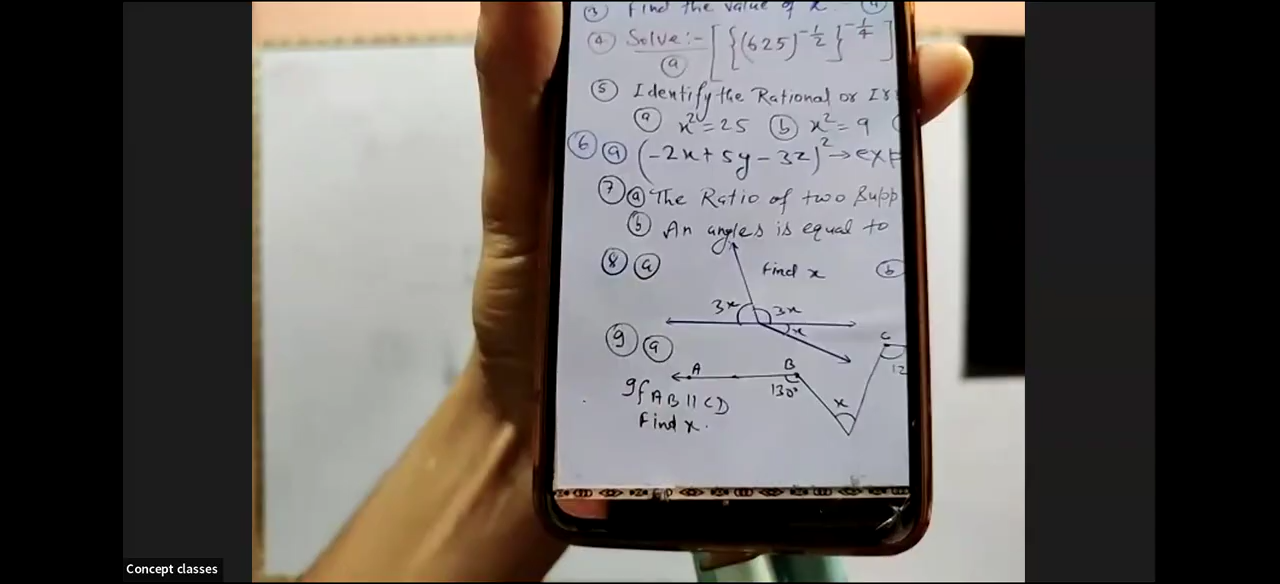 ③ Find the value of x
④ Solve:- [{(625)^-1/2}^-1/4]
ⓐ
⑤ Identify the Rational or
ⓐ x²=25 ⓑ x²=9
⑥ ⓐ (-2x+5y-3z)² → exp
⑦ ⓐ The Ratio of two Supp
ⓑ An angles is equal to
⑧ ⓐ Find x ⓑ
3x 3x
x
⑨ ⓐ C
A B 12
130°
If AB || CD x
Find x.
Concept classes